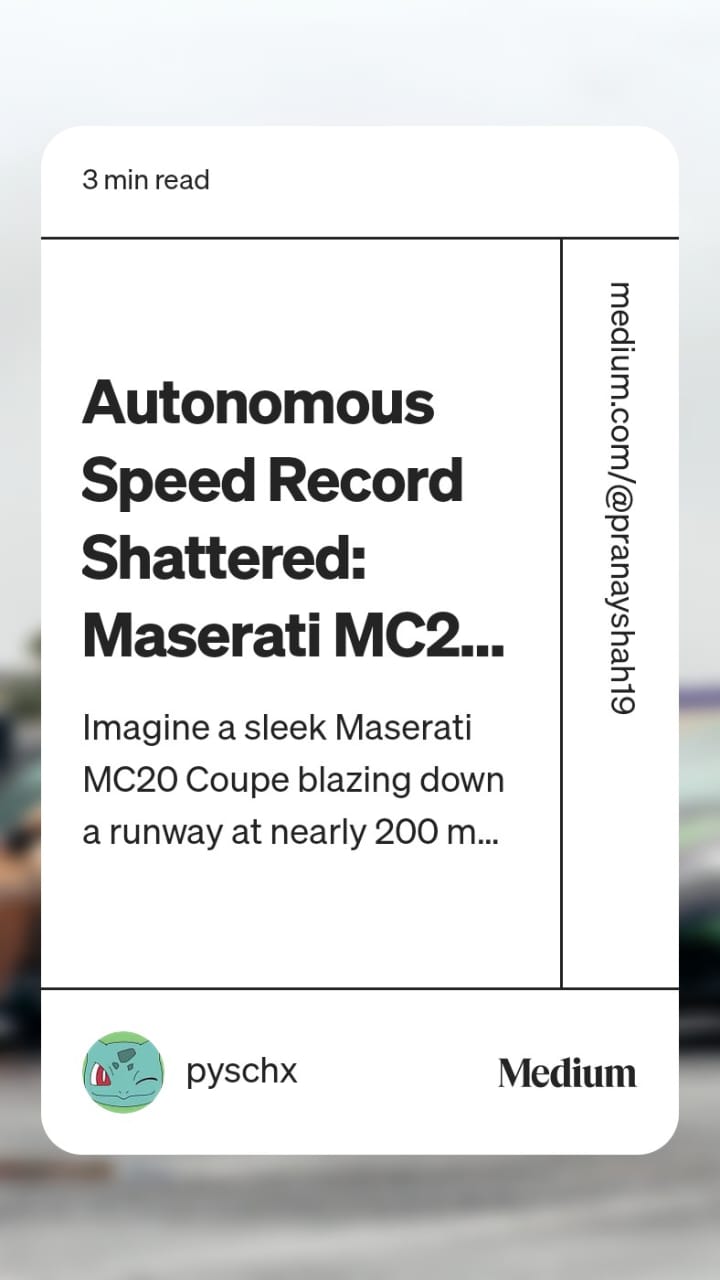 3 min read
medium.com/@pranayshah19
Autonomous
Speed Record
Shattered:
Maserati MC2...
Imagine a sleek Maserati
MC20 Coupe blazing down
a runway at nearly 200 m...
pyschx
Medium